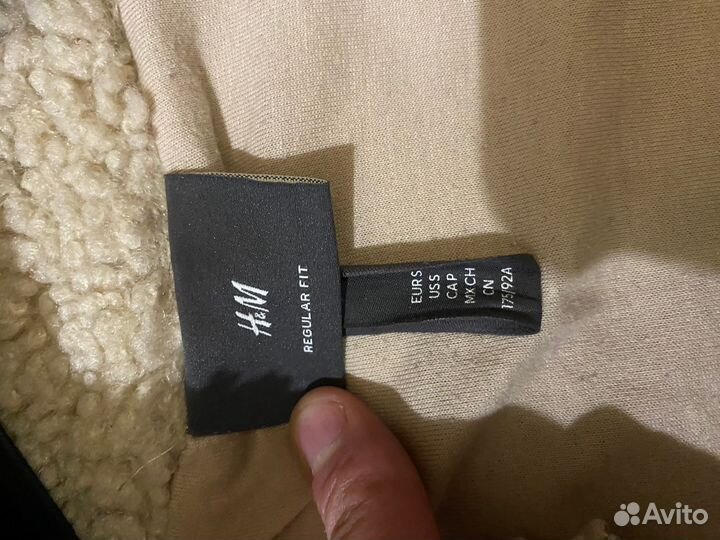 H&M
REGULAR FIT
EUR S
US S
CA P
MX CH
CN
175/92A
Avito